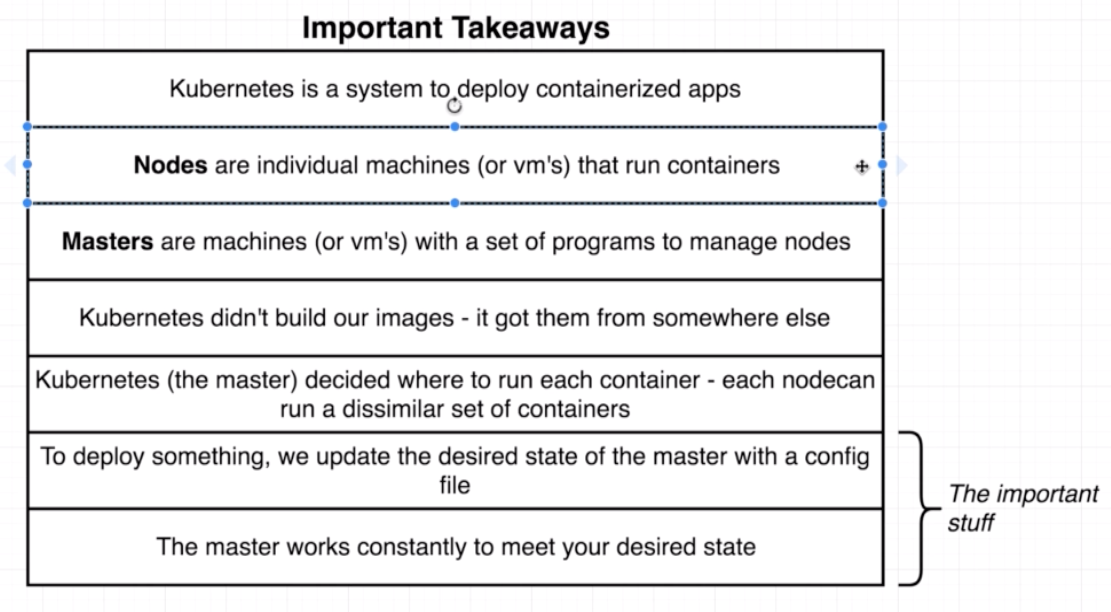 Important Takeaways
Kubernetes is a system to deploy containerized apps
Nodes are individual machines (or vm's) that run containers
Masters are machines (or vm's) with a set of programs to manage nodes
Kubernetes didn't build our images - it got them from somewhere else
Kubernetes (the master) decided where to run each container - each nodecan
run a dissimilar set of containers
To deploy something, we update the desired state of the master with a config
file
The master works constantly to meet your desired state
The important
stuff